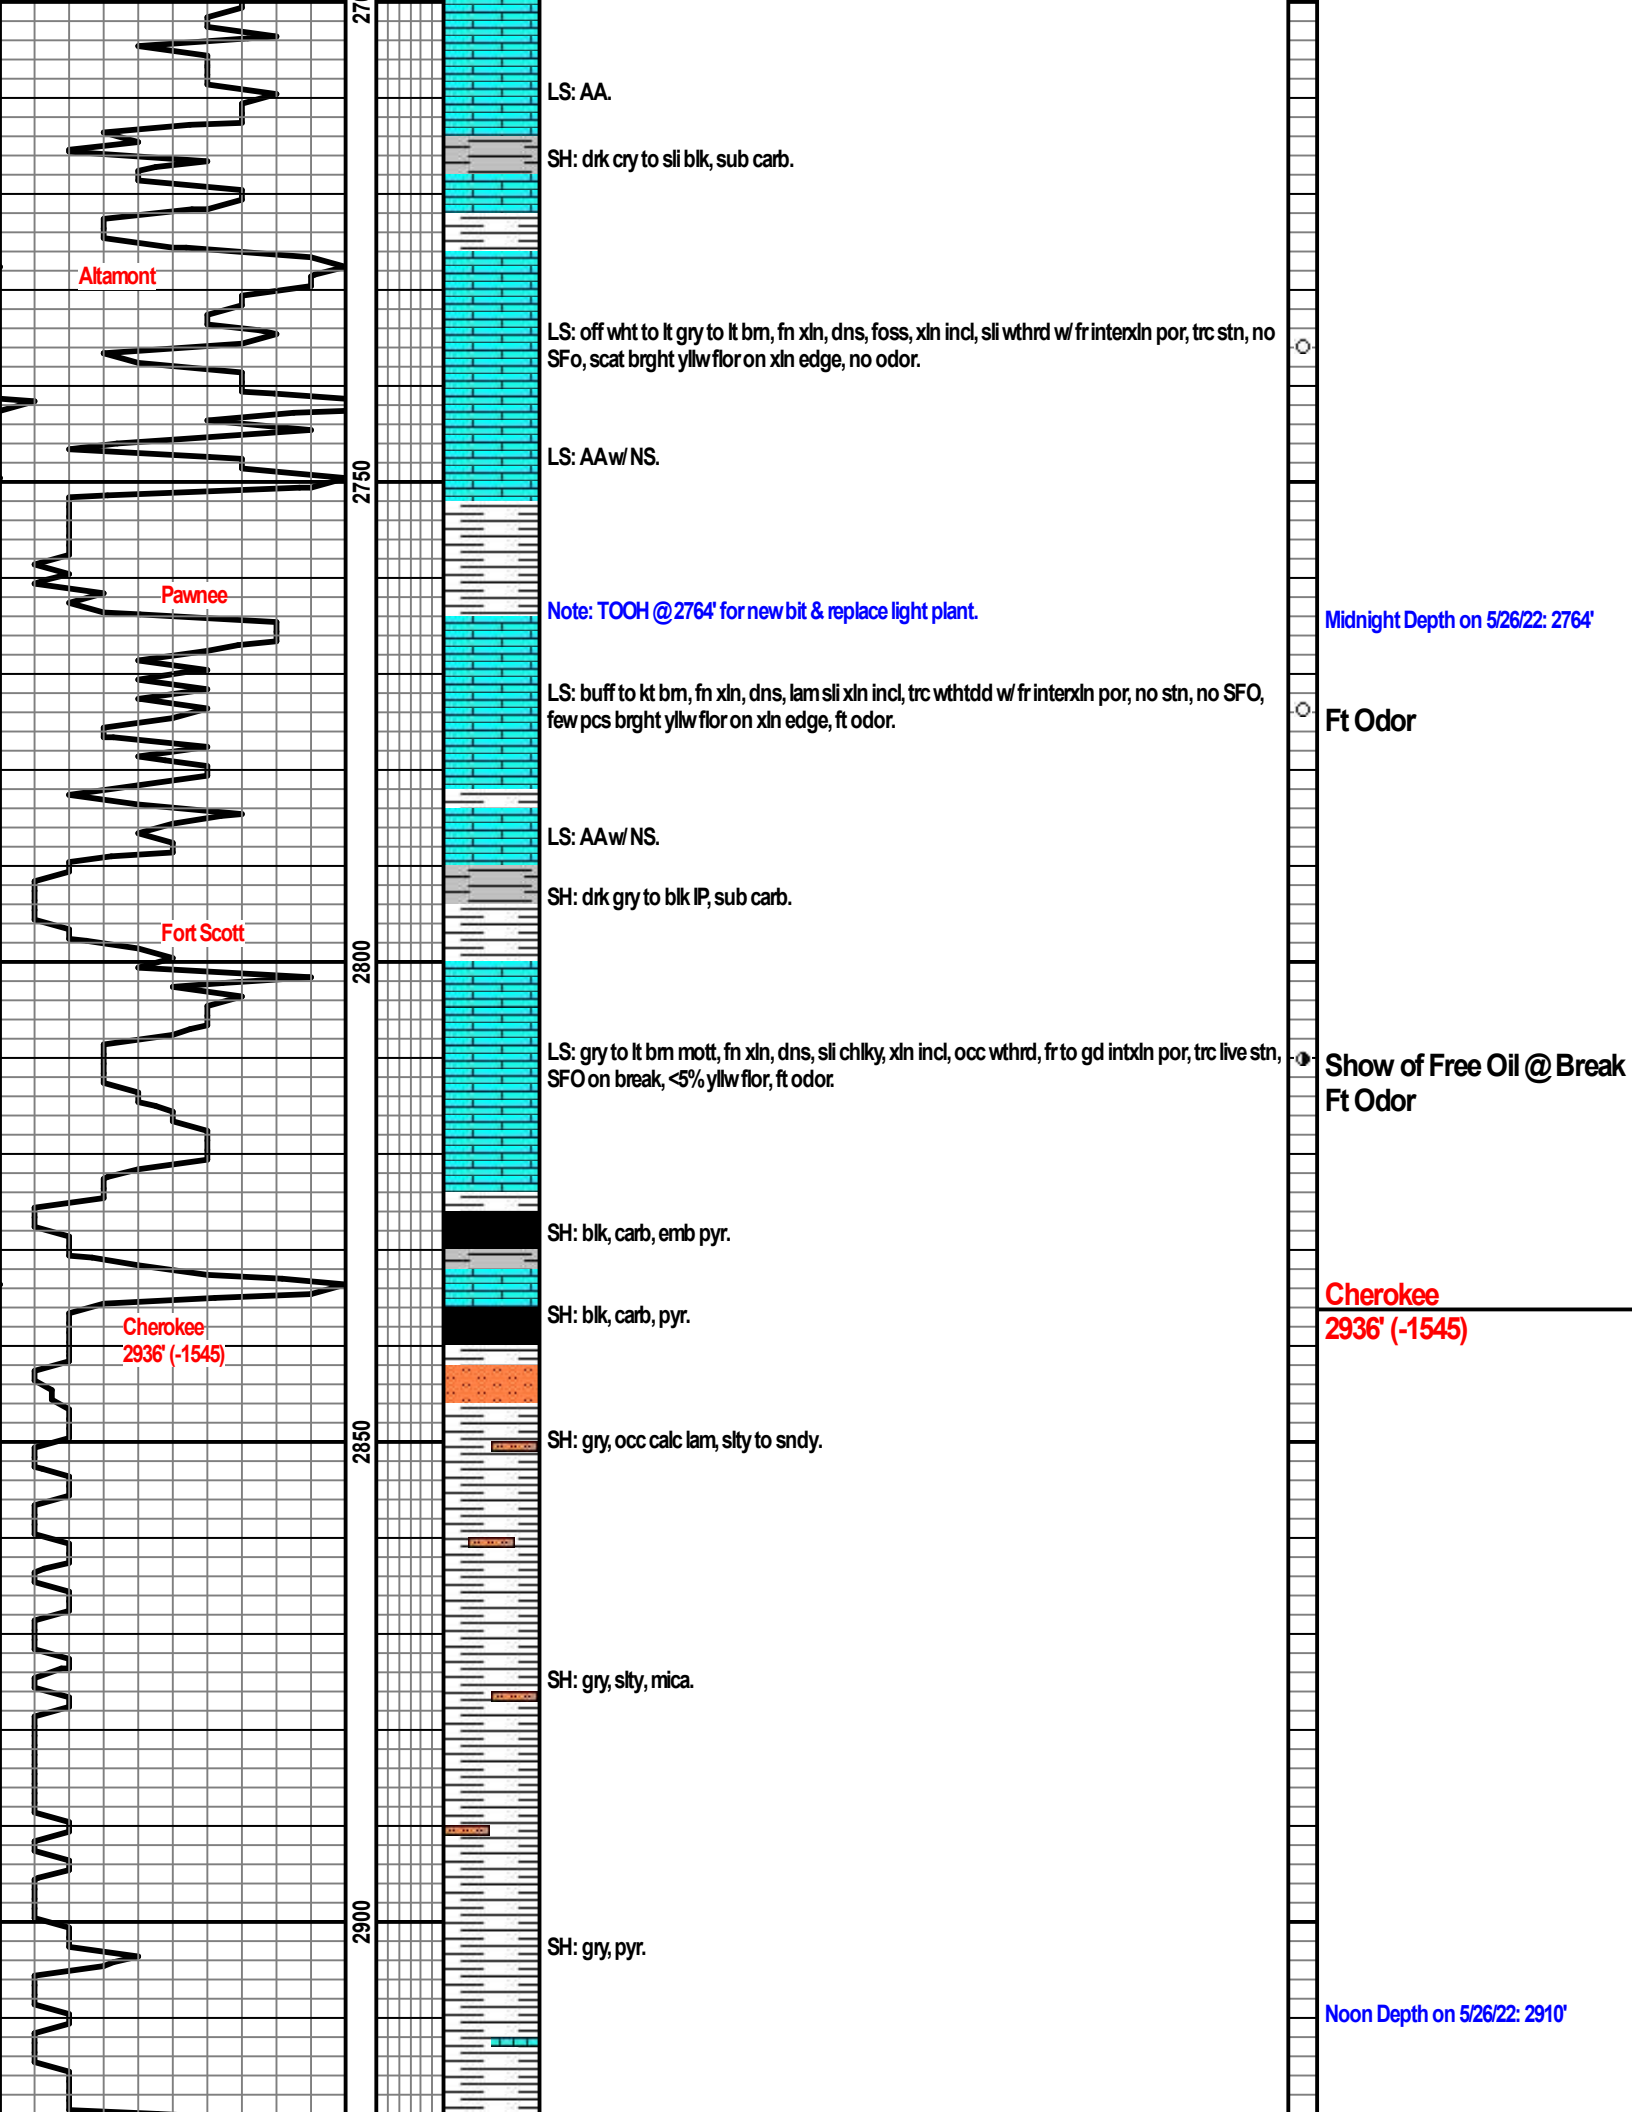 270
LS: AA.
SH: drk cry to sli blk, sub carb.
Altamont
LS: off wht to lt gry to lt brn, fn xln, dns, foss, xln incl, sli wthrd w/ fr interxln por, trc stn, no
SFo, scat brght yllw flor on xln edge, no odor.
LS: AA w/ NS.
2750
Pawnee
Note: TOOH @ 2764' for new bit & replace light plant.
Midnight Depth on 5/26/22: 2764'
LS: buff to kt brn, fn xln, dns, lam sli xln incl, trc wthtdd w/ fr interxln por, no stn, no SFO,
few pcs brght yllw flor on xln edge, ft odor.
Ft Odor
LS: AA w/ NS.
SH: drk gry to blk IP, sub carb.
Fort Scott
2800
LS: gry to lt brn mott, fn xln, dns, sli chlky, xln incl, occ wthrd, fr to gd intxln por, trc live stn,
SFO on break, <5% yllw flor, ft odor.
Show of Free Oil @ Break
Ft Odor
SH: blk, carb, emb pyr.
Cherokee
2936' (-1545)
SH: blk, carb, pyr.
Cherokee
2936' (-1545)
2850
SH: gry, occ calc lam, slty to sndy.
SH: gry, slty, mica.
2900
SH: gry, pyr.
Noon Depth on 5/26/22: 2910'